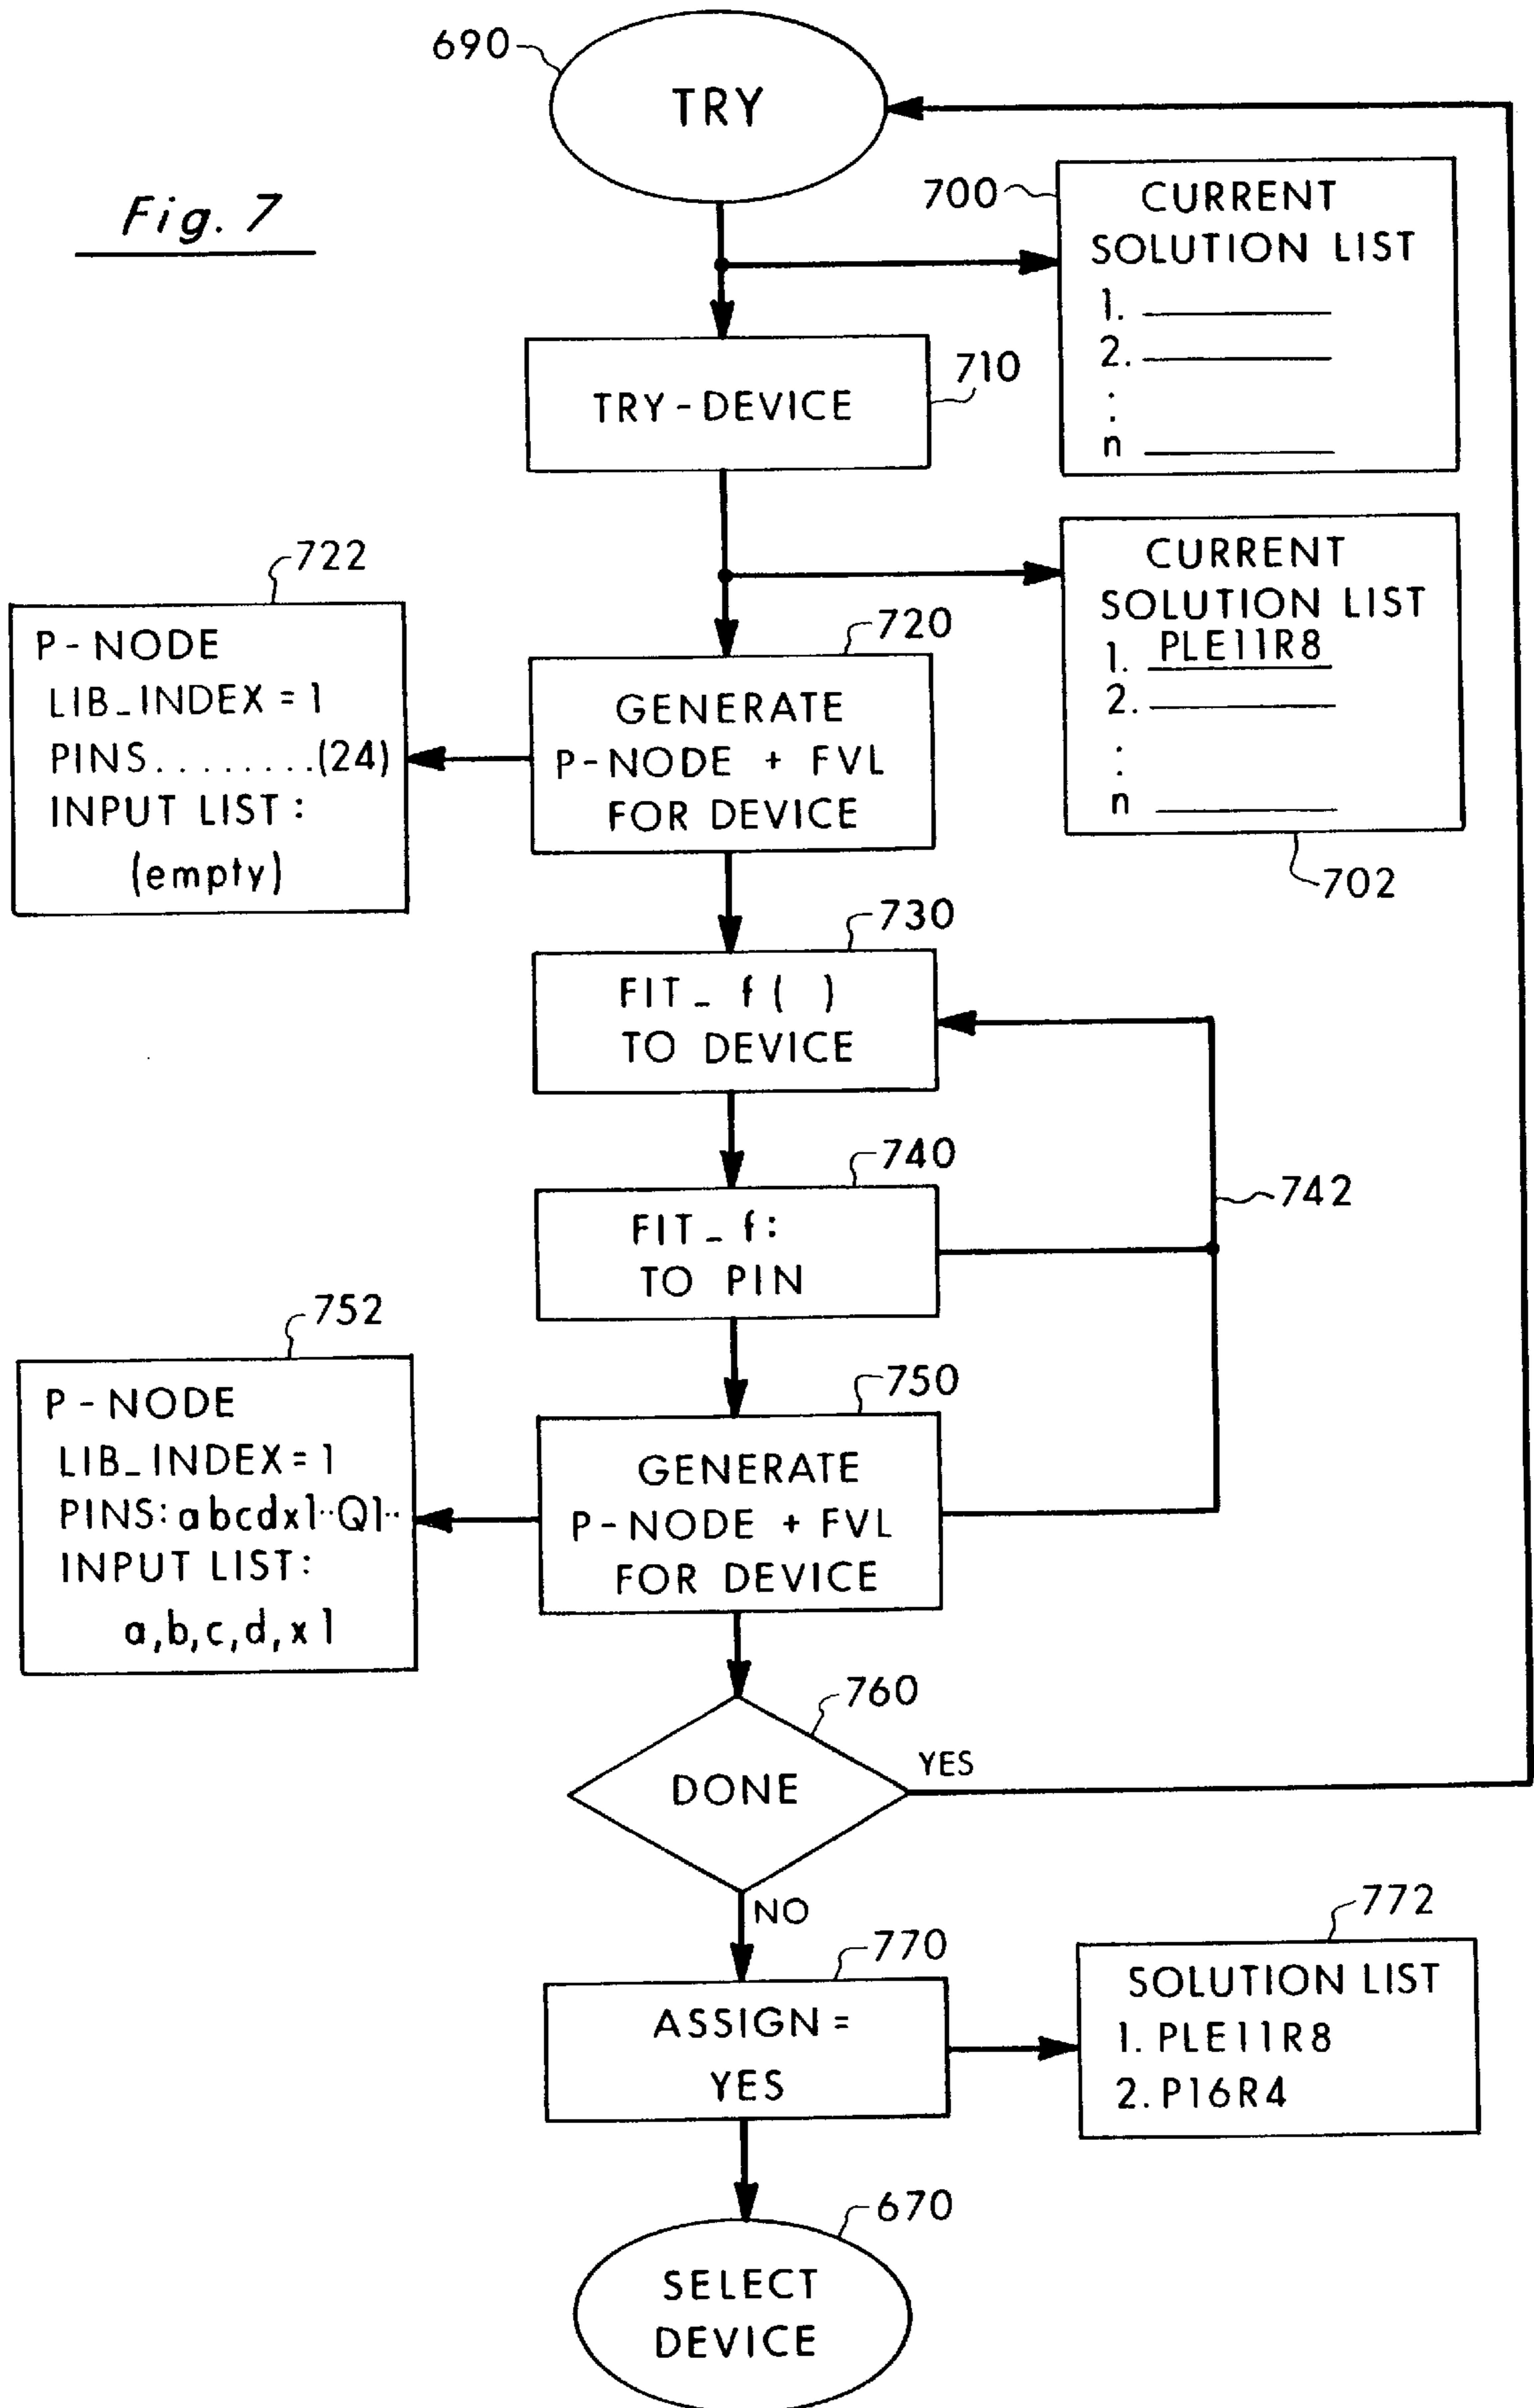 690
TRY
Fig. 7
700
CURRENT
SOLUTION LIST
1.
2.
:
n
710
TRY-DEVICE
722
P-NODE
LIB_INDEX = 1
PINS........(24)
INPUT LIST:
(empty)
CURRENT
SOLUTION LIST
1. PLE11R8
2.
:
n
702
720
GENERATE
P-NODE + FVL
FOR DEVICE
730
FIT_ f( )
TO DEVICE
740
FIT_ f:
TO PIN
742
752
P-NODE
LIB_INDEX = 1
PINS: abcdx1··Q1··
INPUT LIST:
a,b,c,d,x1
750
GENERATE
P-NODE + FVL
FOR DEVICE
760
DONE
YES
NO
770
ASSIGN =
YES
772
SOLUTION LIST
1. PLE11R8
2. P16R4
670
SELECT
DEVICE